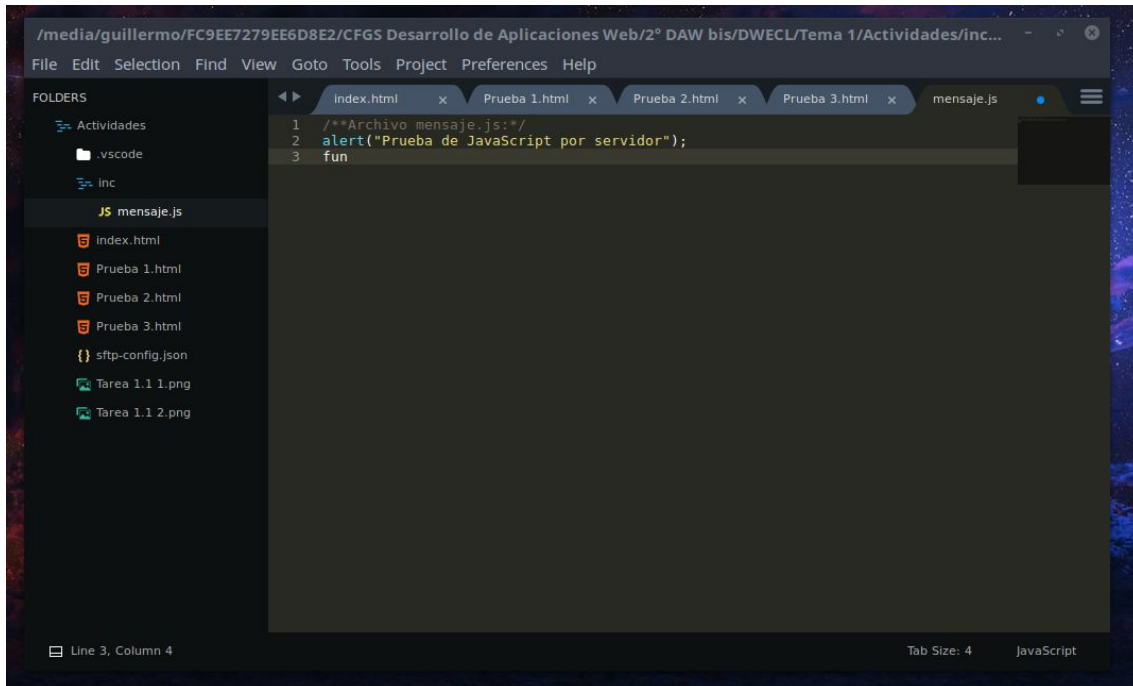 /media/guillermo/FC9EE7279EE6D8E2/CFGS Desarrollo de Aplicaciones Web/2º DAW bis/DWECL/Tema 1/Actividades/inc...
File Edit Selection Find View Goto Tools Project Preferences Help
FOLDERS
Actividades
.vscode
inc
JS mensaje.js
index.html
Prueba 1.html
Prueba 2.html
Prueba 3.html
{} sftp-config.json
Tarea 1.1 1.png
Tarea 1.1 2.png
index.html Prueba 1.html Prueba 2.html Prueba 3.html mensaje.js
1 /**Archivo mensaje.js:*/
2 alert("Prueba de JavaScript por servidor");
3 fun
Line 3, Column 4 Tab Size: 4 JavaScript